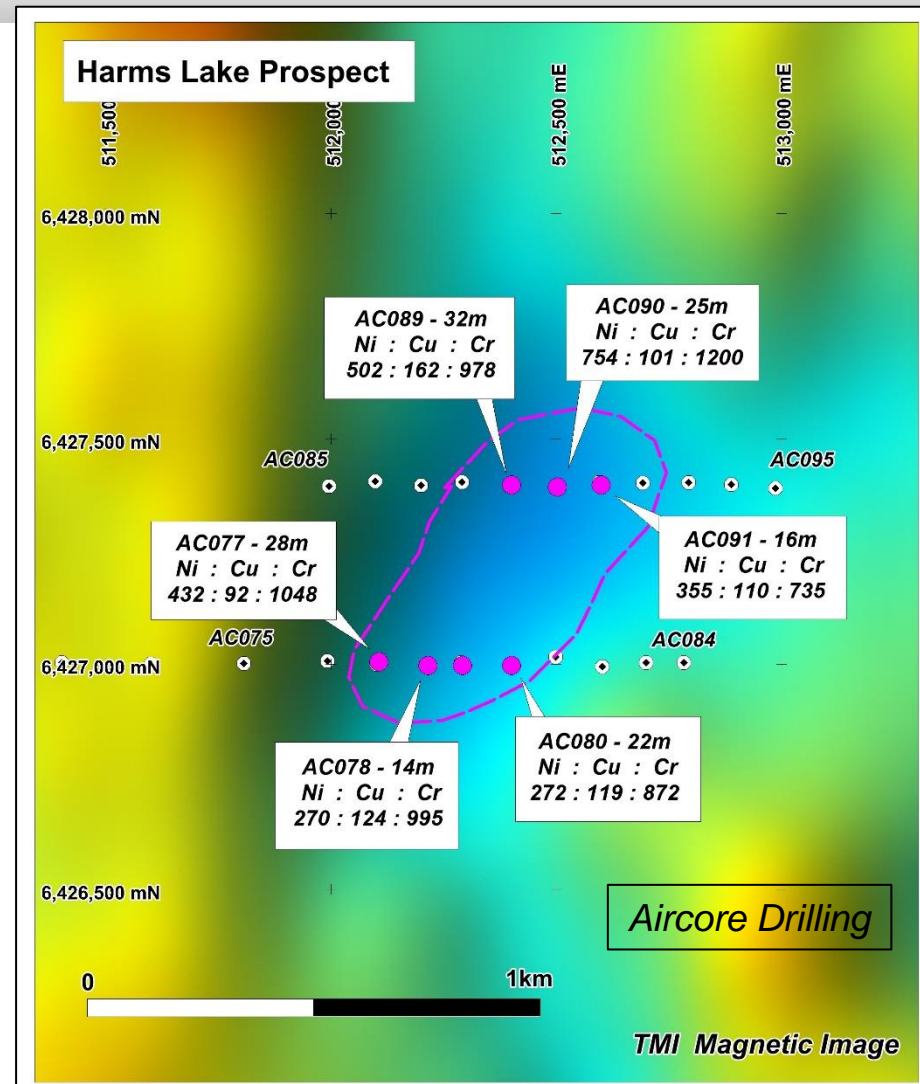 Harms Lake Prospect
511,500
512,000 mE
512,500 mE
513,000 mE
6,428,000 mN
AC089 - 32m
Ni : Cu : Cr
502 : 162 : 978
AC090 - 25m
Ni : Cu : Cr
754 : 101 : 1200
6,427,500 mN
AC085
AC095
AC077 - 28m
Ni : Cu : Cr
432 : 92 : 1048
AC091 - 16m
Ni : Cu : Cr
355 : 110 : 735
AC075
AC084
6,427,000 mN
AC078 - 14m
Ni : Cu : Cr
270 : 124 : 995
AC080 - 22m
Ni : Cu : Cr
272 : 119 : 872
6,426,500 mN
Aircore Drilling
0
1km
TMI Magnetic Image